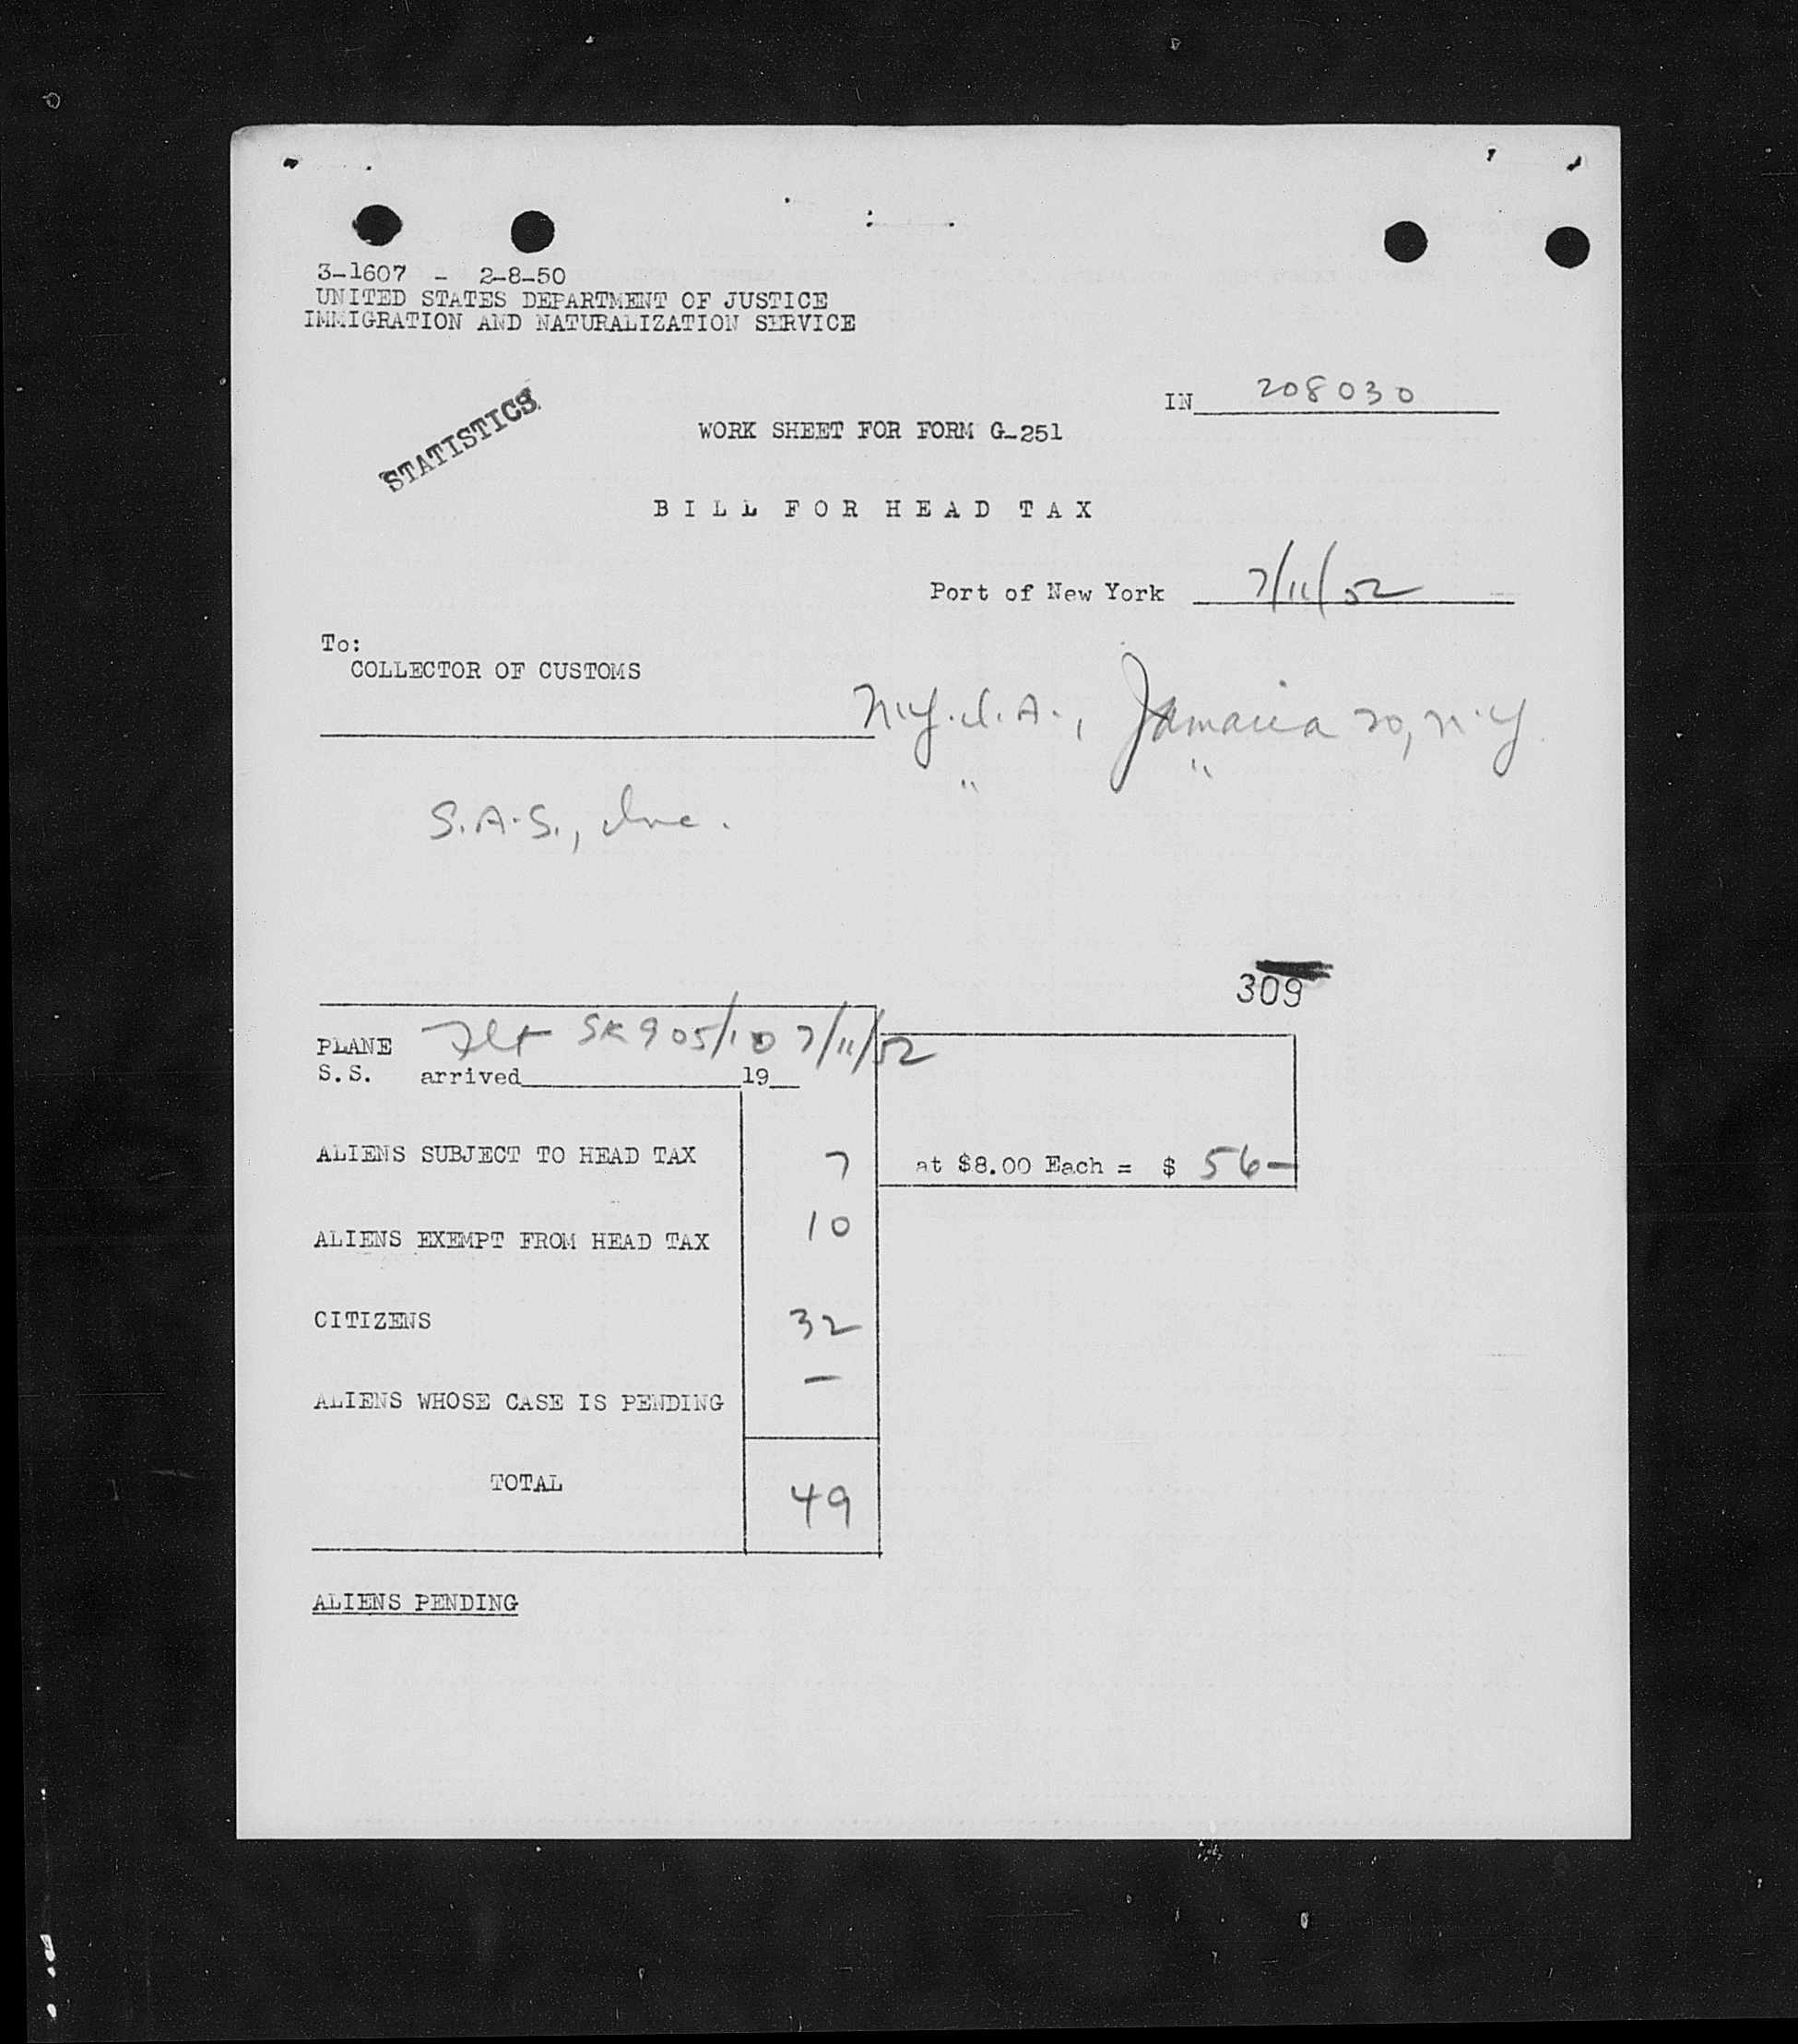 3-1607 - 2-8-50
UNITED STATES DEPARTMENT OF JUSTICE
IMMIGRATION AND NATURALIZATION SERVICE
STATISTICS
IN 208030
WORK SHEET FOR FORM G-251
BILL FOR HEAD TAX
Port of New York 7/11/52
To:
COLLECTOR OF CUSTOMS
N.Y.I.A., Jamaica 20, N.Y.
" "
S.A.S., Inc.
309
PLANE Flt SK905/10 7/11/52
S.S. arrived 19
ALIENS SUBJECT TO HEAD TAX 7 at $8.00 Each = $ 56-
ALIENS EXEMPT FROM HEAD TAX 10
CITIZENS 32
ALIENS WHOSE CASE IS PENDING -
TOTAL 49
ALIENS PENDING